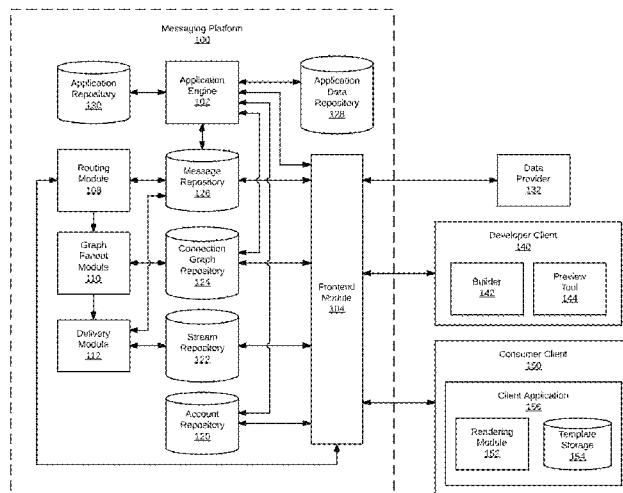 Messaging Platform
100
Application
Repository
130
Application
Engine
102
Application
Data
Repository
128
Routing
Module
108
Message
Repository
126
Data
Provider
132
Graph
Fanout
Module
110
Connection
Graph
Repository
124
Frontend
Module
104
Developer Client
140
Builder
142
Preview
Tool
144
Delivery
Module
112
Stream
Repository
122
Account
Repository
120
Consumer Client
150
Client Application
156
Rendering
Module
152
Template
Storage
154